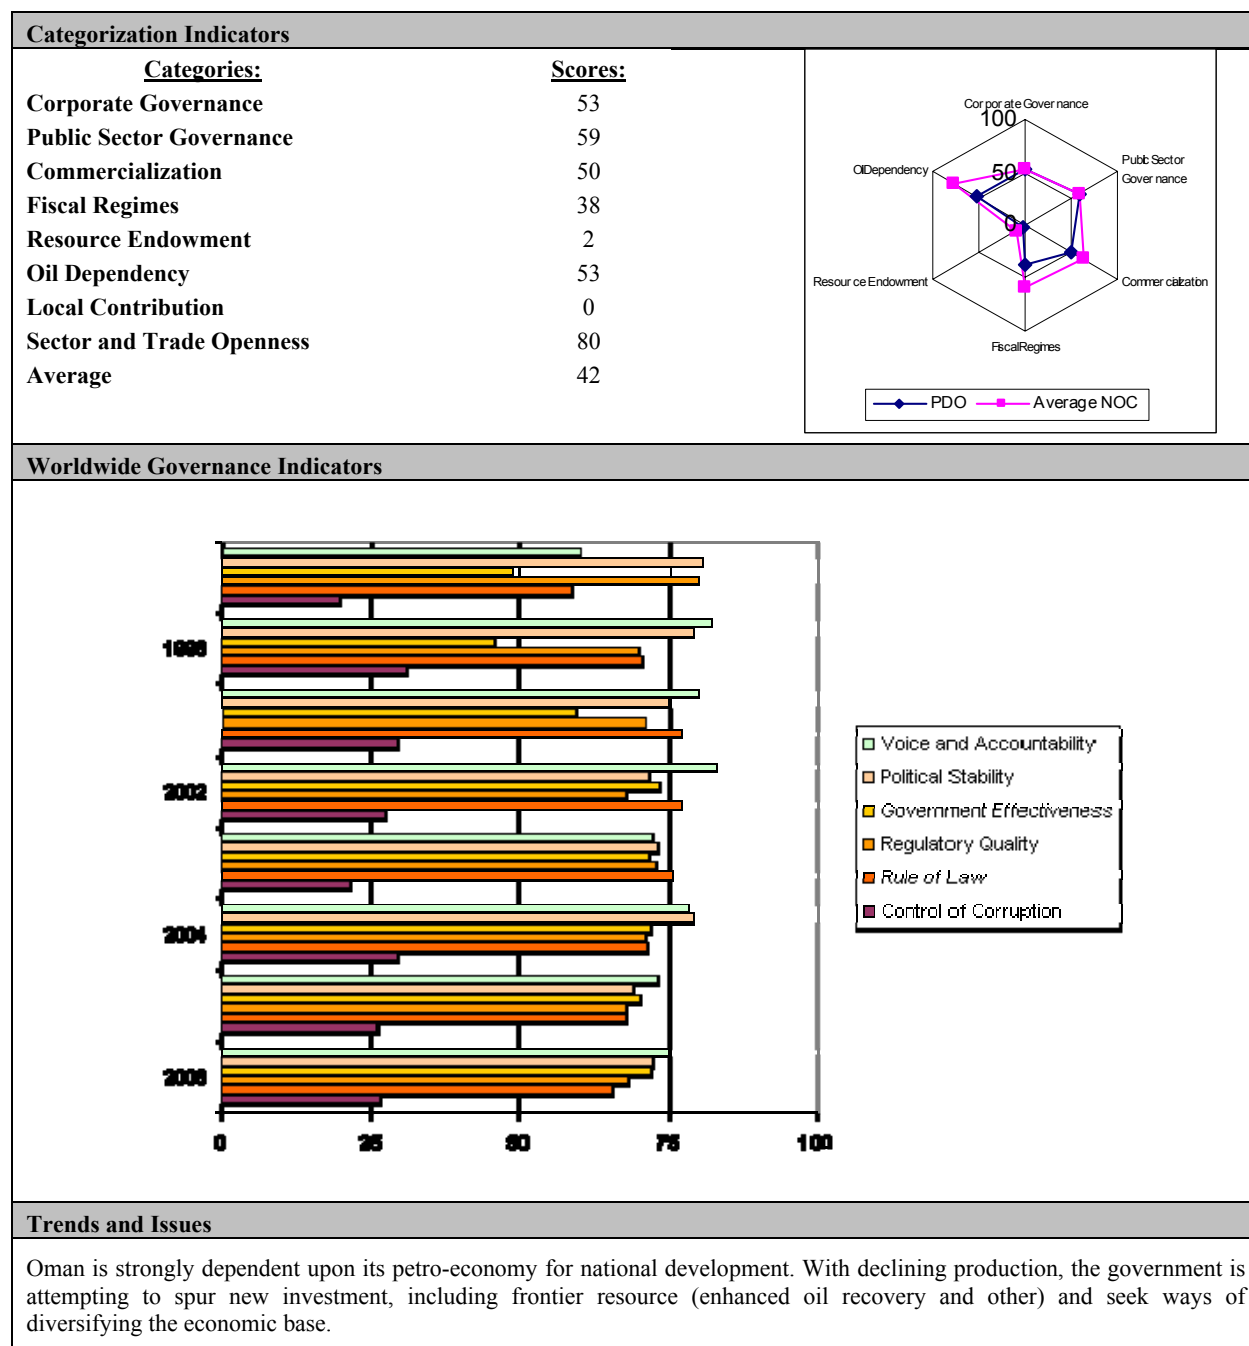 Categorization Indicators
Categories: Scores:
Corporate Governance 53
Public Sector Governance 59
Commercialization 50
Fiscal Regimes 38
Resource Endowment 2
Oil Dependency 53
Local Contribution 0
Sector and Trade Openness 80
Average 42
Corporate Governance
100
Public Sector
Governance
OilDependency
50
0
Resource Endowment
Commercialization
FiscalRegimes
PDO Average NOC
Worldwide Governance Indicators
1998
2002
2004
2006
0 25 50 75 100
Voice and Accountability
Political Stability
Government Effectiveness
Regulatory Quality
Rule of Law
Control of Corruption
Trends and Issues
Oman is strongly dependent upon its petro-economy for national development. With declining production, the government is
attempting to spur new investment, including frontier resource (enhanced oil recovery and other) and seek ways of
diversifying the economic base.